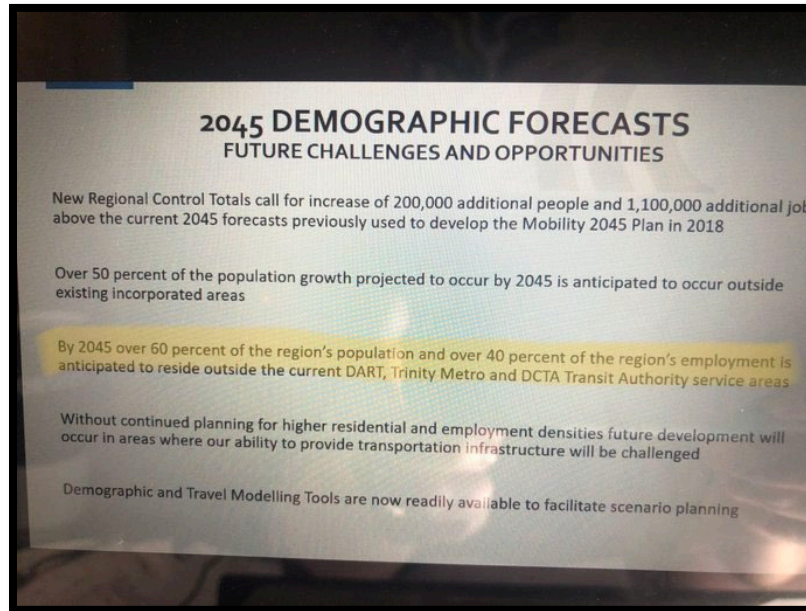 2045 DEMOGRAPHIC FORECASTS
FUTURE CHALLENGES AND OPPORTUNITIES
New Regional Control Totals call for increase of 200,000 additional people and 1,100,000 additional job
above the current 2045 forecasts previously used to develop the Mobility 2045 Plan in 2018
Over 50 percent of the population growth projected to occur by 2045 is anticipated to occur outside
existing incorporated areas
By 2045 over 60 percent of the region's population and over 40 percent of the region's employment is
anticipated to reside outside the current DART, Trinity Metro and DCTA Transit Authority service areas
Without continued planning for higher residential and employment densities future development will
occur in areas where our ability to provide transportation infrastructure will be challenged
Demographic and Travel Modelling Tools are now readily available to facilitate scenario planning